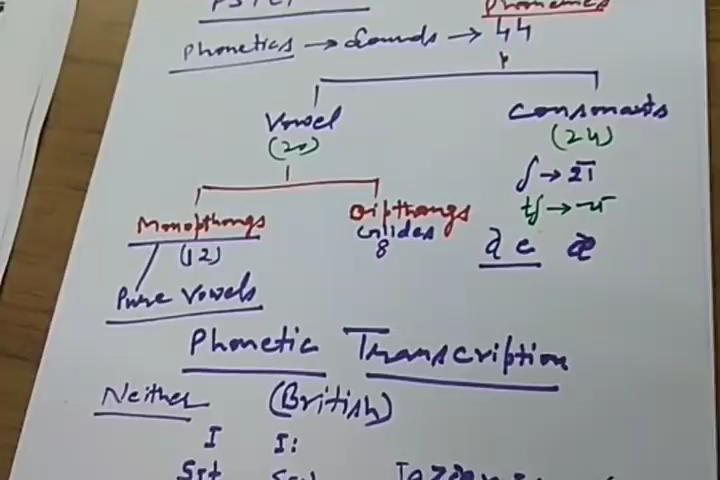 Phonemes
Phonetics → Sounds → 44
Vowel Consonants
(20) (24)
ʃ → श
Monopthongs Dipthongs tʃ → च
(12) Glides
8
ə e æ
Pure Vowels
Phonetic Transcription
Neither (British)
I I: